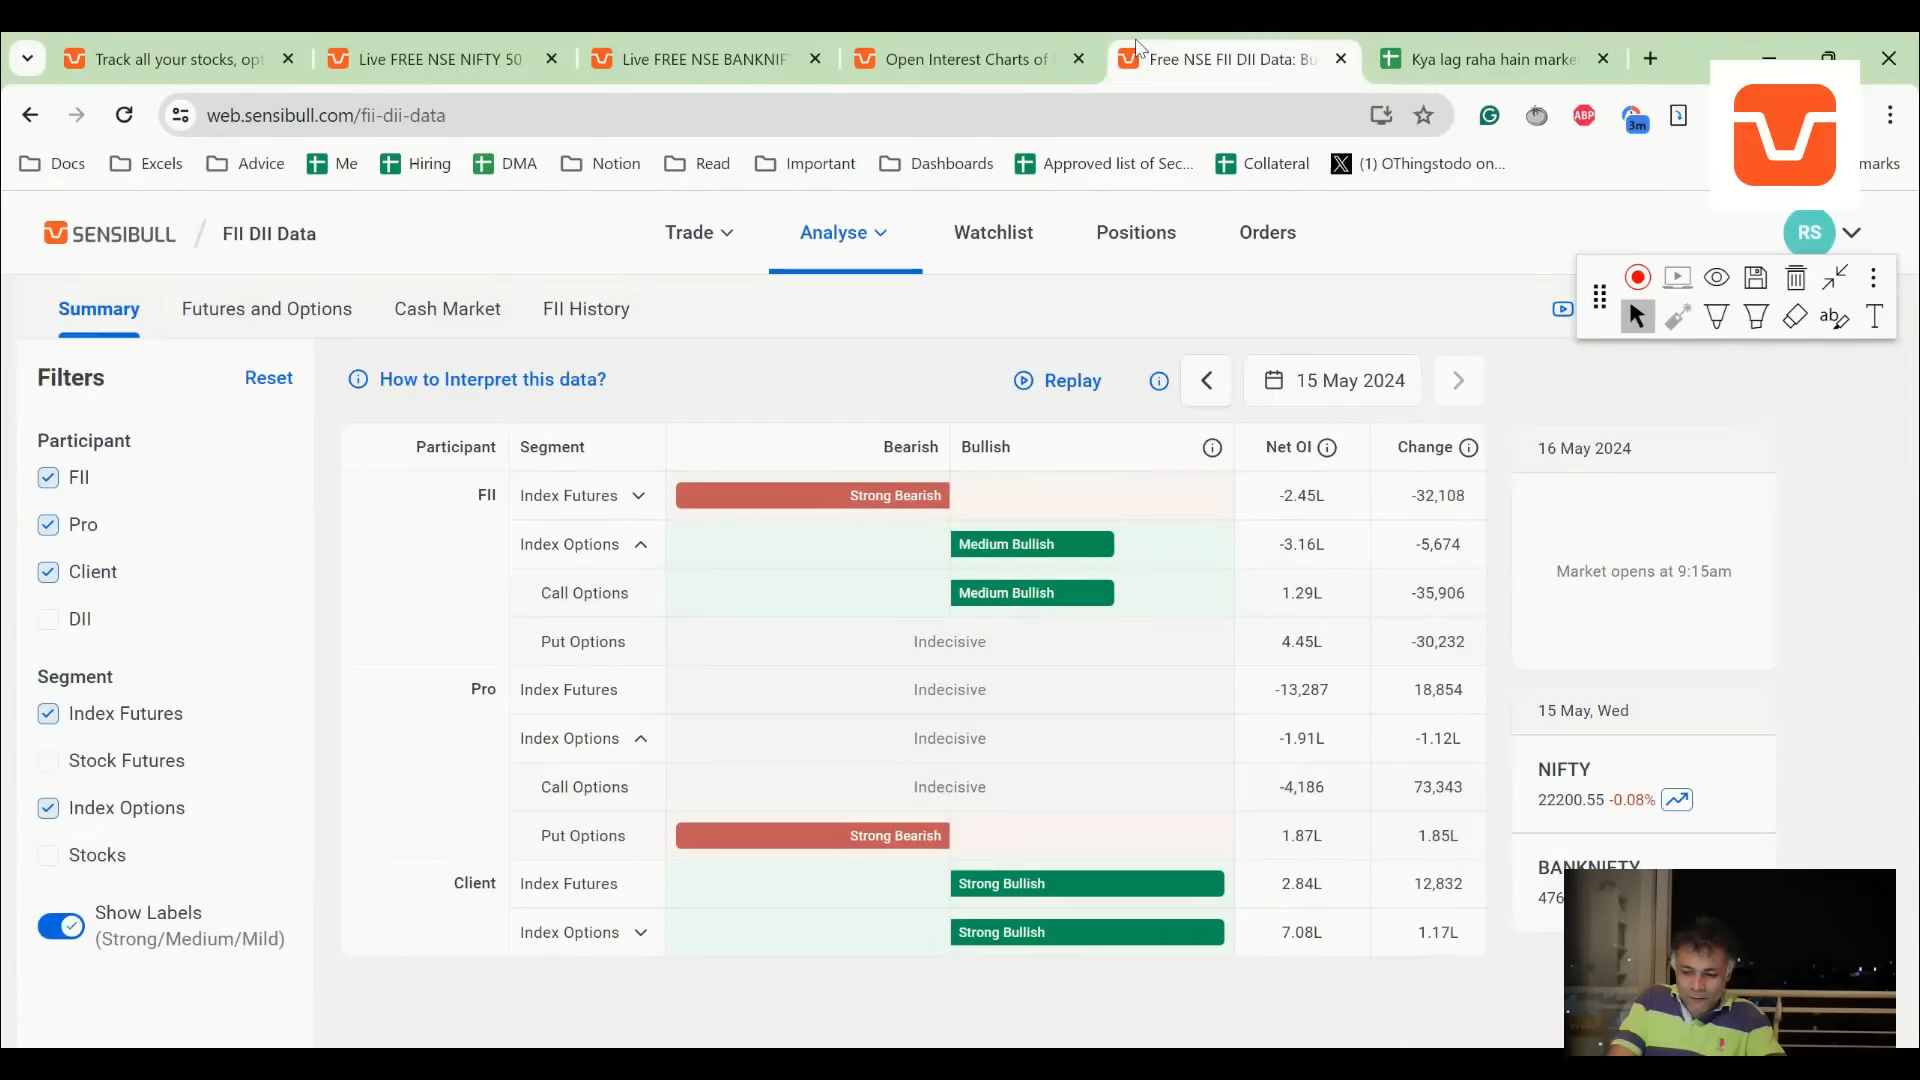 Track all your stocks, opt
Live FREE NSE NIFTY 50
Live FREE NSE BANKNIF
Open Interest Charts of
Free NSE FII DII Data: Bu
Kya lag raha hain marke
web.sensibull.com/fii-dii-data
ABP
3m
Docs
Excels
Advice
Me
Hiring
DMA
Notion
Read
Important
Dashboards
Approved list of Sec...
Collateral
(1) OThingstodo on...
marks
SENSIBULL / FII DII Data
Trade
Analyse
Watchlist
Positions
Orders
RS
Summary
Futures and Options
Cash Market
FII History
ab
T
Filters
Reset
How to Interpret this data?
Replay
15 May 2024
Participant
FII
Pro
Client
DII
Segment
Index Futures
Stock Futures
Index Options
Stocks
Show Labels
(Strong/Medium/Mild)
Participant Segment Bearish Bullish Net OI Change
FII Index Futures Strong Bearish -2.45L -32,108
Index Options Medium Bullish -3.16L -5,674
Call Options Medium Bullish 1.29L -35,906
Put Options Indecisive 4.45L -30,232
Pro Index Futures Indecisive -13,287 18,854
Index Options Indecisive -1.91L -1.12L
Call Options Indecisive -4,186 73,343
Put Options Strong Bearish 1.87L 1.85L
Client Index Futures Strong Bullish 2.84L 12,832
Index Options Strong Bullish 7.08L 1.17L
16 May 2024
Market opens at 9:15am
15 May, Wed
NIFTY
22200.55 -0.08%
BANKNIFTY
476